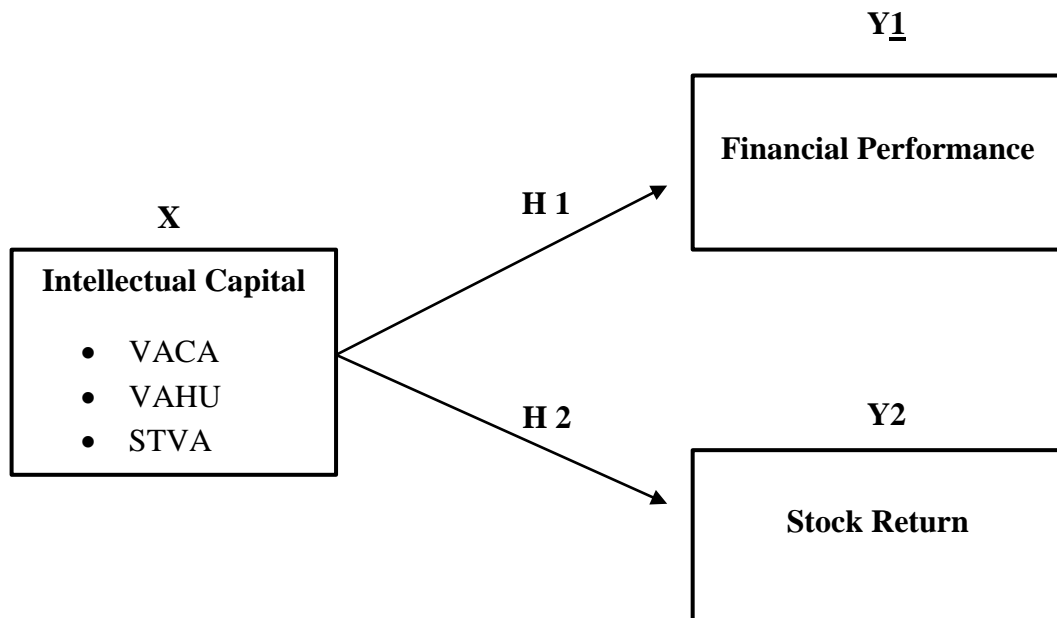 Y1
Financial Performance
H 1
X
Intellectual Capital
• VACA
• VAHU
• STVA
H 2
Y2
Stock Return